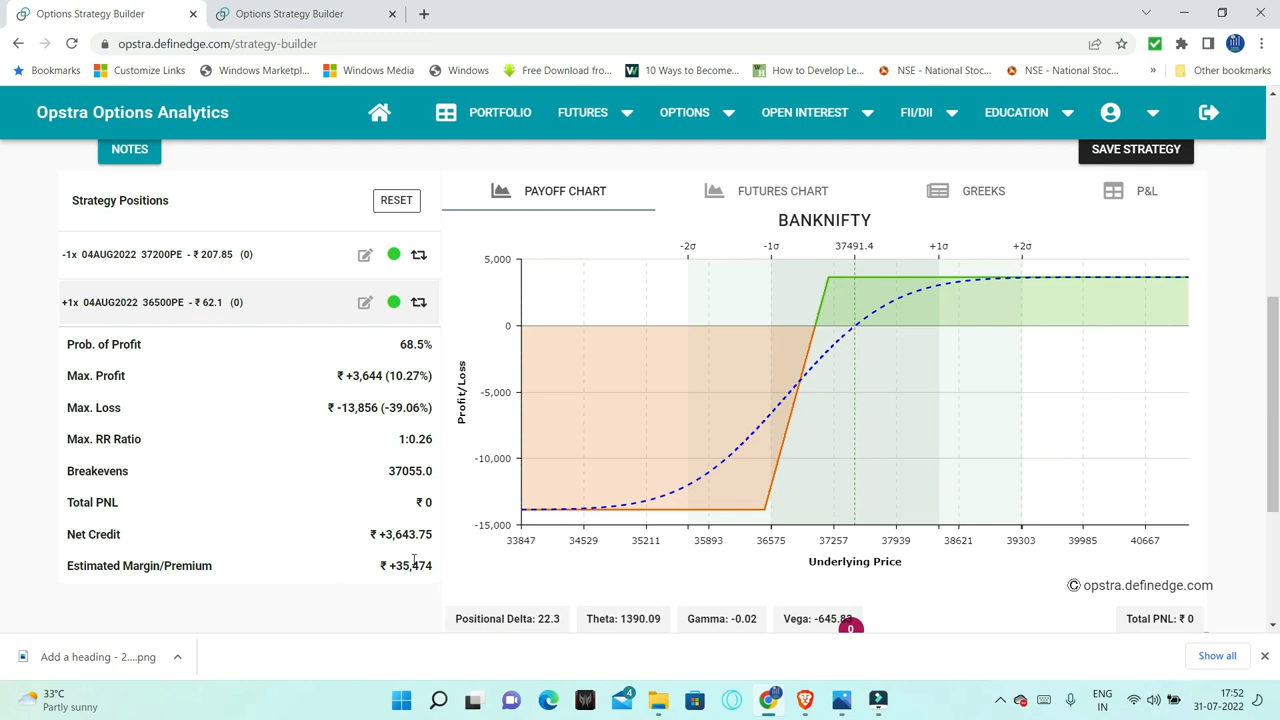 Options Strategy Builder
Options Strategy Builder
opstra.definedge.com/strategy-builder
Bookmarks Customize Links Windows Marketpl... Windows Media Windows Free Download from... 10 Ways to Become... How to Develop Le... NSE - National Stoc... NSE - National Stoc... » Other bookmarks
Opstra Options Analytics PORTFOLIO FUTURES OPTIONS OPEN INTEREST FII/DII EDUCATION
NOTES
SAVE STRATEGY
Strategy Positions RESET
-1x 04AUG2022 37200PE - ₹ 207.85 (0)
+1x 04AUG2022 36500PE - ₹ 62.1 (0)
Prob. of Profit 68.5%
Max. Profit ₹ +3,644 (10.27%)
Max. Loss ₹ -13,856 (-39.06%)
Max. RR Ratio 1:0.26
Breakevens 37055.0
Total PNL ₹ 0
Net Credit ₹ +3,643.75
Estimated Margin/Premium ₹ +35,474
PAYOFF CHART FUTURES CHART GREEKS P&L
BANKNIFTY
-2σ -1σ 37491.4 +1σ +2σ
5,000
0
-5,000
-10,000
-15,000
Profit/Loss
33847 34529 35211 35893 36575 37257 37939 38621 39303 39985 40667
Underlying Price
© opstra.definedge.com
Positional Delta: 22.3 Theta: 1390.09 Gamma: -0.02 Vega: -645.83 Total PNL: ₹ 0
0
Add a heading - 2....png
Show all
33°C
Partly sunny
4
ENG
IN
17:52
31-07-2022